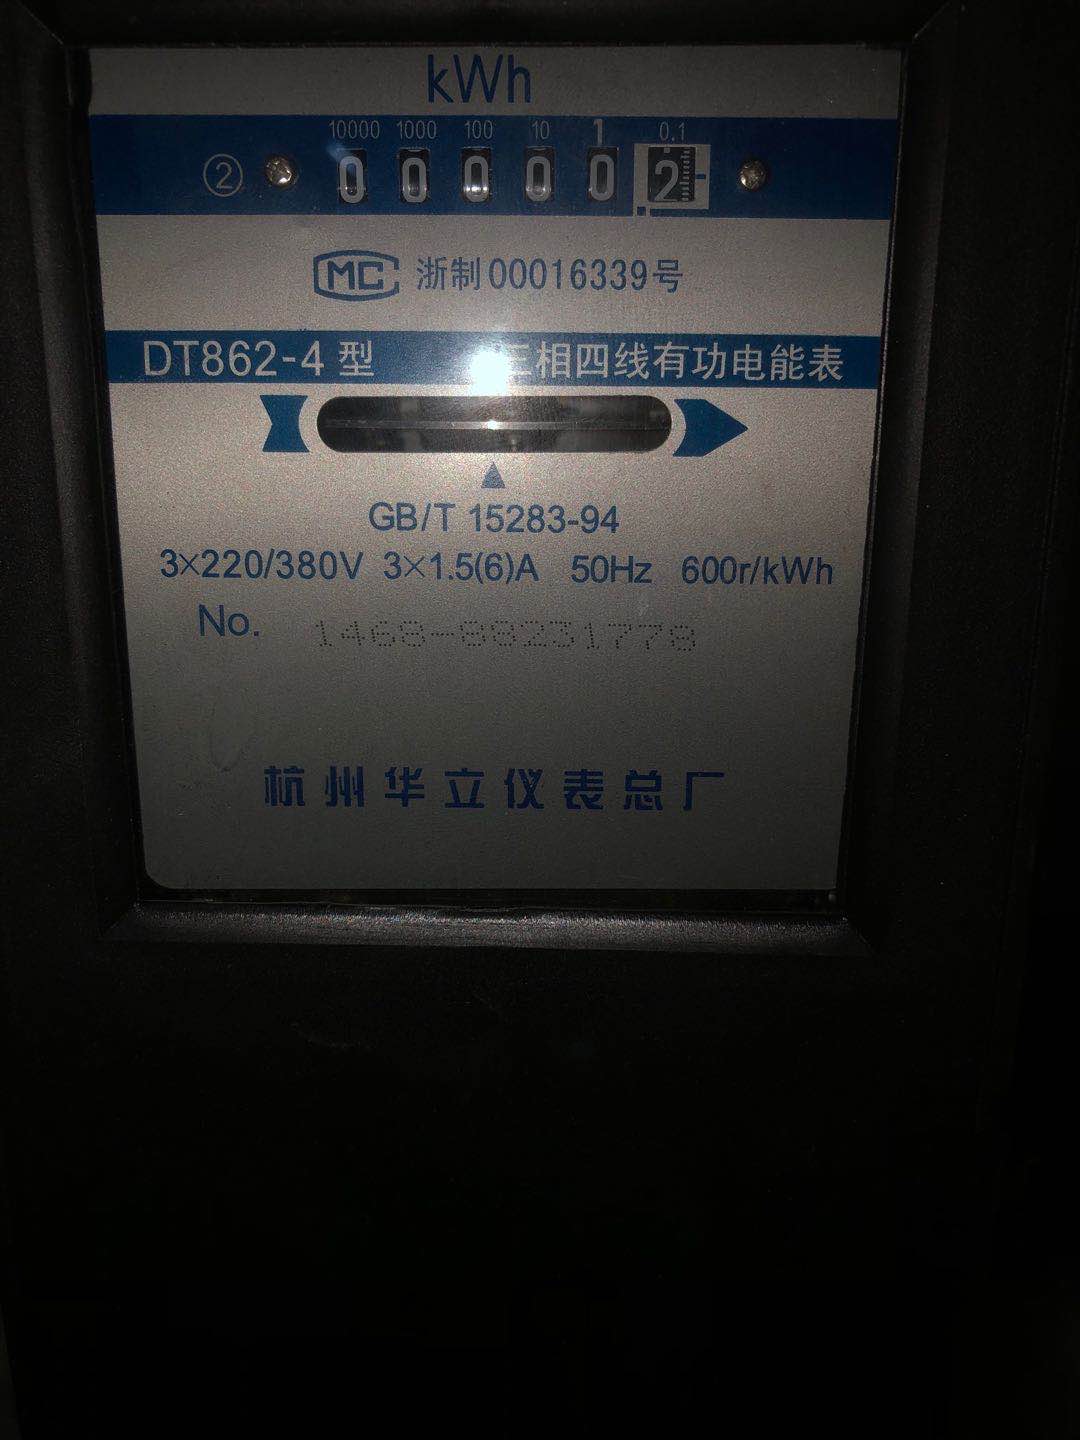 kWh
10000 1000 100 10 1 0.1
② 0 0 0 0 0 2
MC 浙制00016339号
DT862-4型 三相四线有功电能表
GB/T 15283-94
3×220/380V 3×1.5(6)A 50Hz 600r/kWh
No. 1468-88231778
杭州华立仪表总厂